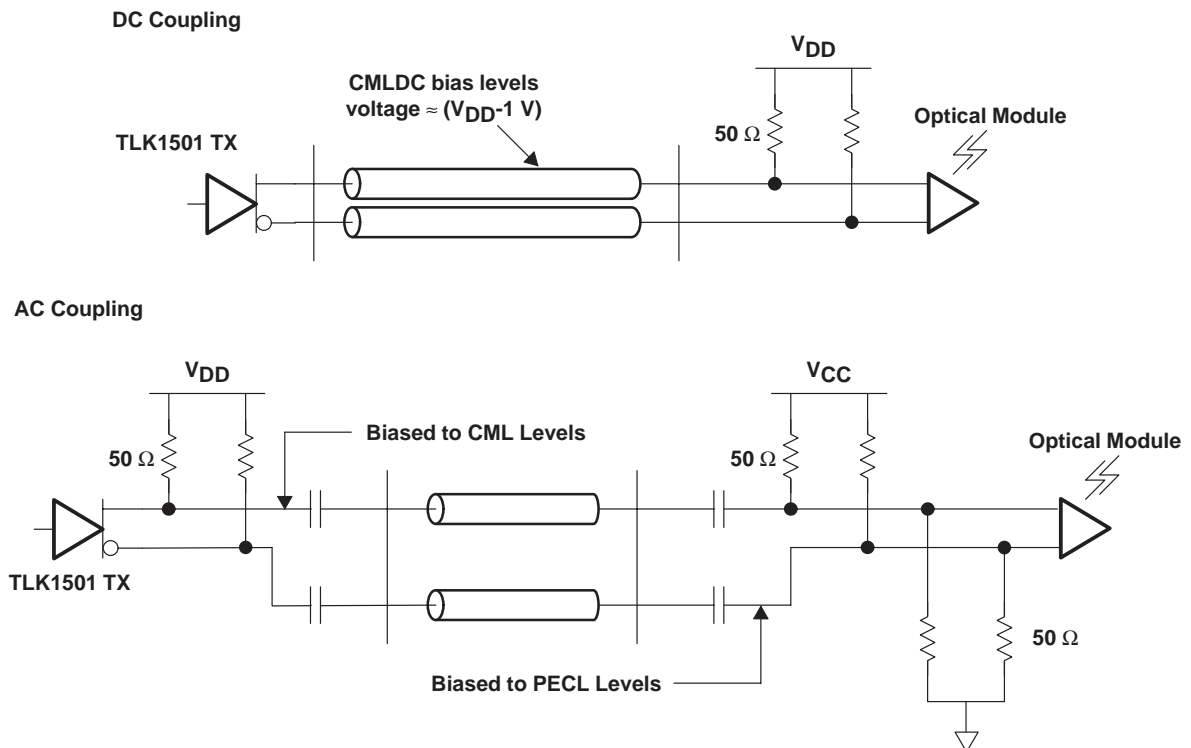 DC Coupling
VDD
CMLDC bias levels
voltage ≈ (VDD-1 V)
Optical Module
50 Ω
TLK1501 TX
AC Coupling
VDD
VCC
Biased to CML Levels
Optical Module
50 Ω
50 Ω
TLK1501 TX
50 Ω
Biased to PECL Levels